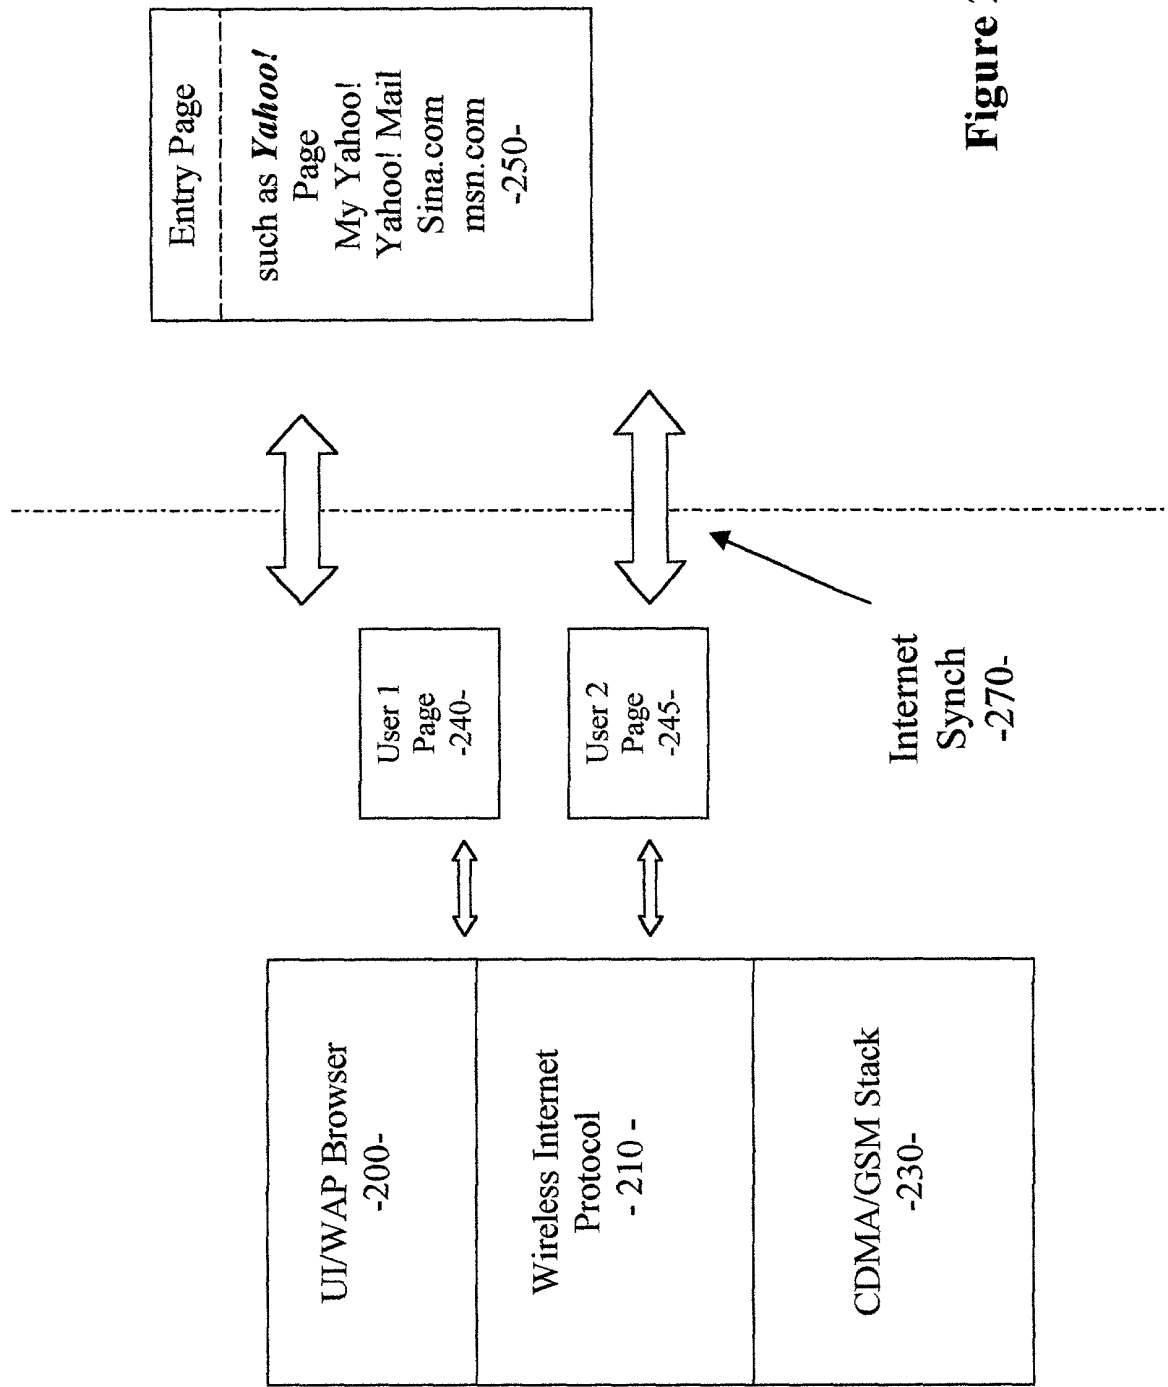 Entry Page
such as Yahoo!
Page
My Yahoo!
Yahoo! Mail
Sina.com
msn.com
-250-
User 1
Page
-240-
User 2
Page
-245-
Internet
Synch
-270-
UI/WAP Browser
-200-
Wireless Internet
Protocol
- 210 -
CDMA/GSM Stack
-230-
Figure